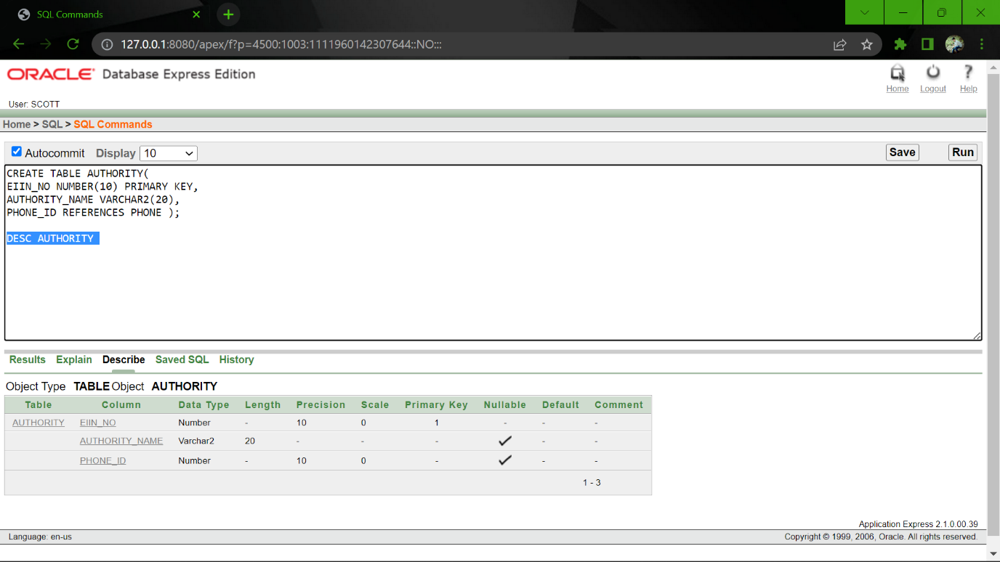 SQL Commands
127.0.0.1:8080/apex/f?p=4500:1003:1111960142307644::NO:::
ORACLE Database Express Edition
Home Logout Help
User: SCOTT
Home > SQL > SQL Commands
Autocommit Display 10 Save Run
CREATE TABLE AUTHORITY(
EIIN_NO NUMBER(10) PRIMARY KEY,
AUTHORITY_NAME VARCHAR2(20),
PHONE_ID REFERENCES PHONE );
DESC AUTHORITY
Results Explain Describe Saved SQL History
Object Type TABLE Object AUTHORITY
Table Column Data Type Length Precision Scale Primary Key Nullable Default Comment
AUTHORITY EIIN_NO Number - 10 0 1 - - -
AUTHORITY_NAME Varchar2 20 - - - ✓ - -
PHONE_ID Number - 10 0 - ✓ - -
1 - 3
Application Express 2.1.0.00.39
Language: en-us Copyright © 1999, 2006, Oracle. All rights reserved.